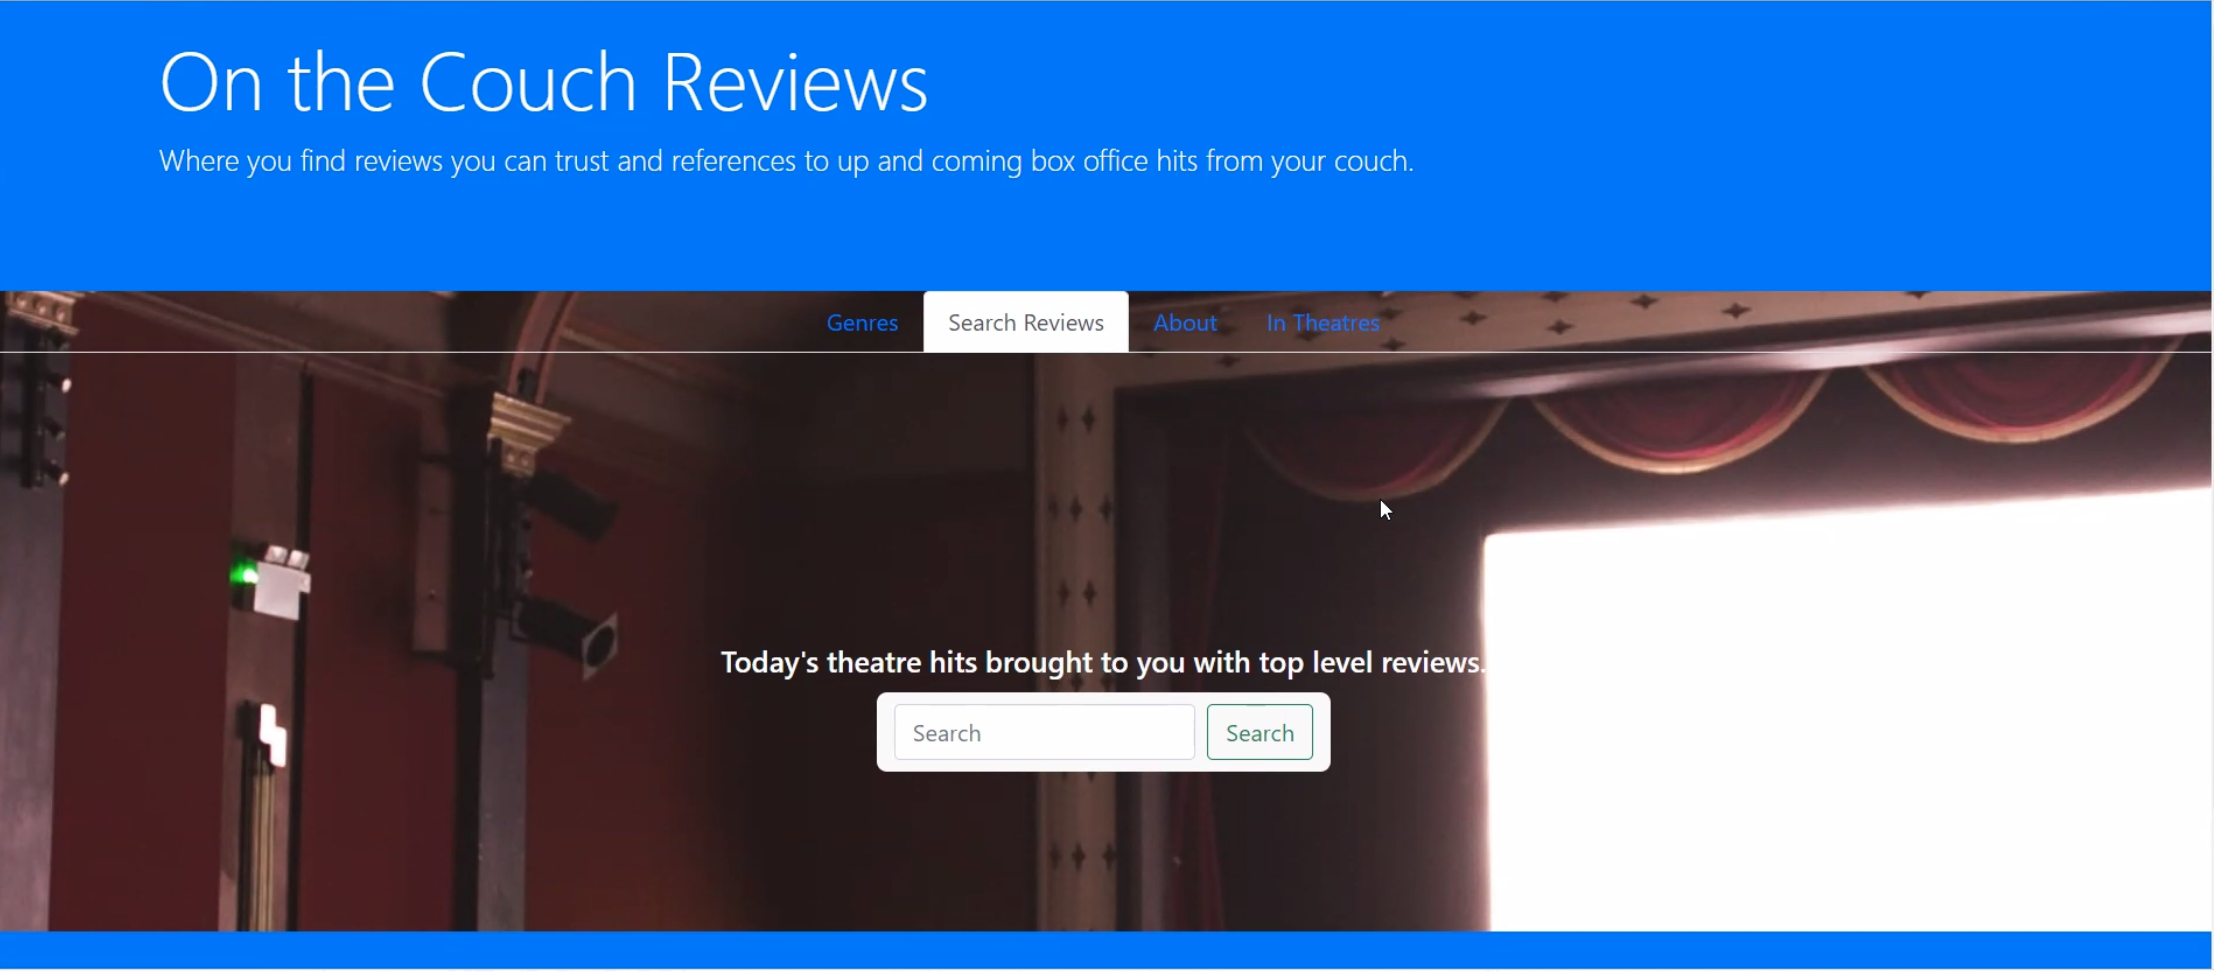 On the Couch Reviews
Where you find reviews you can trust and references to up and coming box office hits from your couch.
Genres Search Reviews About In Theatres
Today's theatre hits brought to you with top level reviews.
Search Search